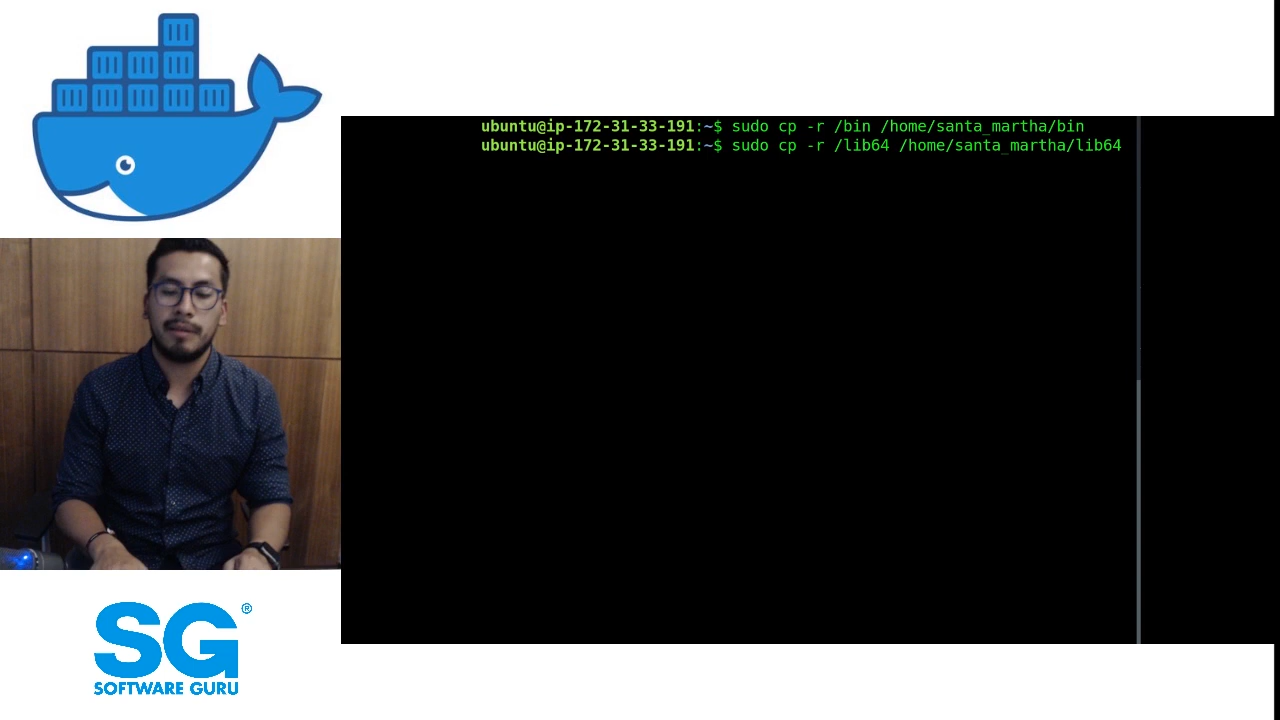 ubuntu@ip-172-31-33-191:~$ sudo cp -r /bin /home/santa_martha/bin
ubuntu@ip-172-31-33-191:~$ sudo cp -r /lib64 /home/santa_martha/lib64
SG®
SOFTWARE GURU